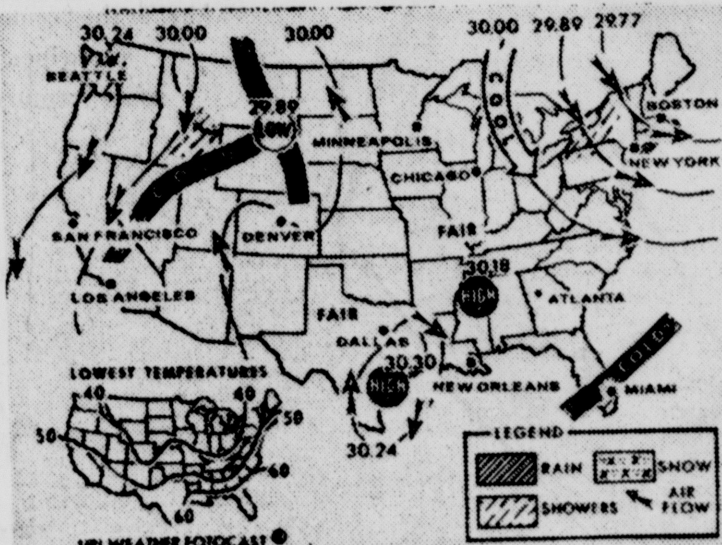 30.24
30.00
30.00
30.00
29.89
29.77
SEATTLE
BOSTON
29.89
LOW
MINNEAPOLIS
COOL
NEW YORK
CHICAGO
SAN FRANCISCO
DENVER
FAIR
30.18
HIGH
LOS ANGELES
ATLANTA
FAIR
DALLAS
COLD
30.30
HIGH
NEW ORLEANS
MIAMI
30.24
LOWEST TEMPERATURES
40
40
50
50
60
60
LEGEND
RAIN
SNOW
SHOWERS
AIR
FLOW
UPI WEATHER FOTOCAST